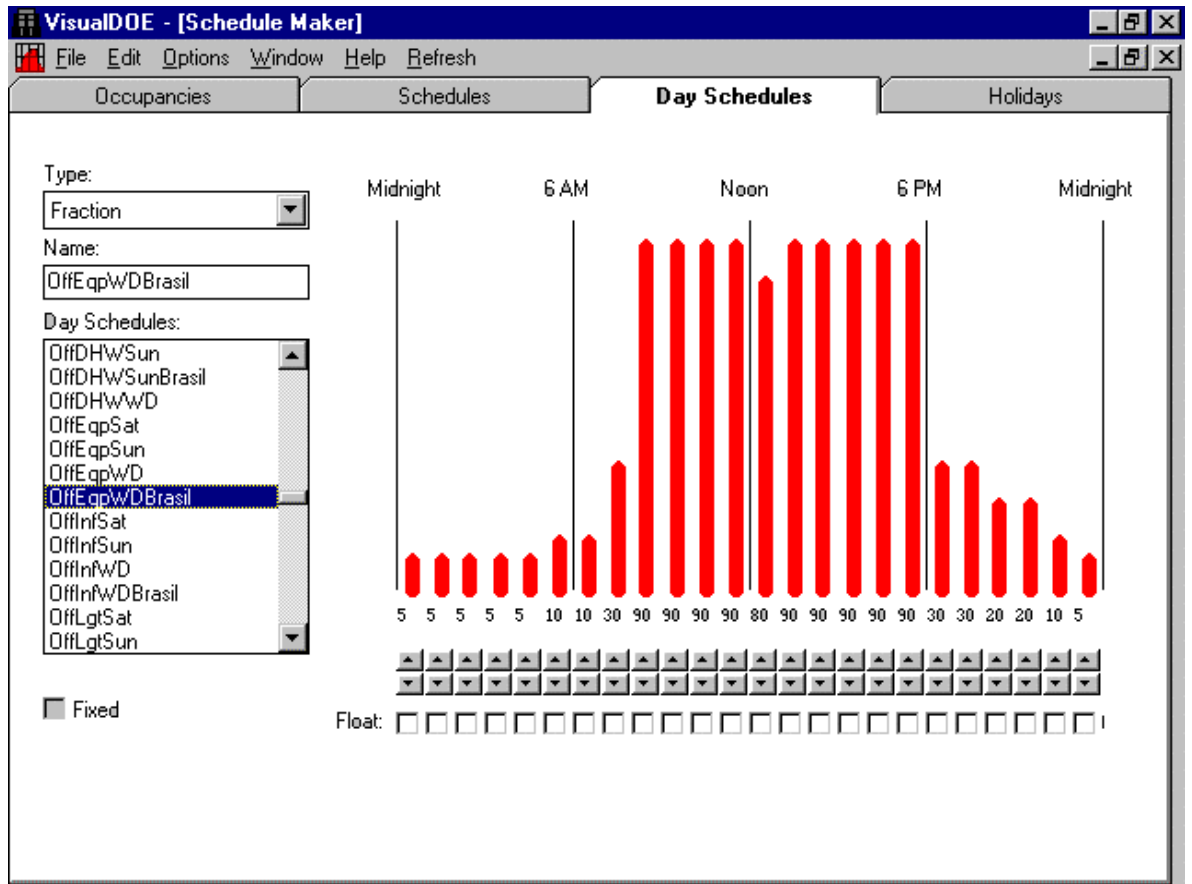 VisualDOE - [Schedule Maker]
File Edit Options Window Help Refresh
Occupancies Schedules Day Schedules Holidays
Type:
Fraction
Name:
OffEqpWDBrasil
Day Schedules:
OffDHWSun
OffDHWSunBrasil
OffDHWWD
OffEqpSat
OffEqpSun
OffEqpWD
OffEqpWDBrasil
OffInfSat
OffInfSun
OffInfWD
OffInfWDBrasil
OffLgtSat
OffLgtSun
Fixed
Midnight 6 AM Noon 6 PM Midnight
5 5 5 5 5 10 10 30 90 90 90 90 80 90 90 90 90 90 30 30 20 20 10 5
Float: